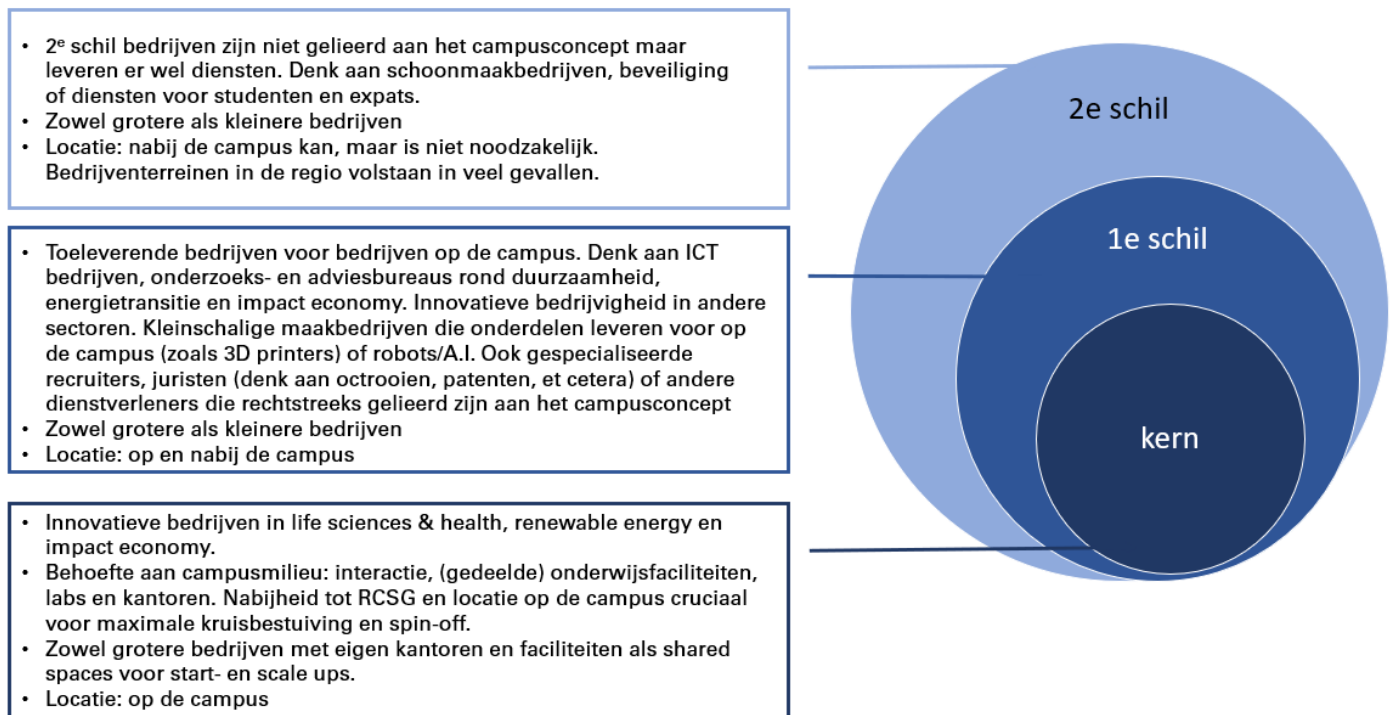 • 2e schil bedrijven zijn niet gelieerd aan het campusconcept maar
leveren er wel diensten. Denk aan schoonmaakbedrijven, beveiliging
of diensten voor studenten en expats.
• Zowel grotere als kleinere bedrijven
• Locatie: nabij de campus kan, maar is niet noodzakelijk.
Bedrijventerreinen in de regio volstaan in veel gevallen.
• Toeleverende bedrijven voor bedrijven op de campus. Denk aan ICT
bedrijven, onderzoeks- en adviesbureaus rond duurzaamheid,
energietransitie en impact economy. Innovatieve bedrijvigheid in andere
sectoren. Kleinschalige maakbedrijven die onderdelen leveren voor op
de campus (zoals 3D printers) of robots/A.I. Ook gespecialiseerde
recruiters, juristen (denk aan octrooien, patenten, et cetera) of andere
dienstverleners die rechtstreeks gelieerd zijn aan het campusconcept
• Zowel grotere als kleinere bedrijven
• Locatie: op en nabij de campus
• Innovatieve bedrijven in life sciences & health, renewable energy en
impact economy.
• Behoefte aan campusmilieu: interactie, (gedeelde) onderwijsfaciliteiten,
labs en kantoren. Nabijheid tot RCSG en locatie op de campus cruciaal
voor maximale kruisbestuiving en spin-off.
• Zowel grotere bedrijven met eigen kantoren en faciliteiten als shared
spaces voor start- en scale ups.
• Locatie: op de campus
2e schil
1e schil
kern